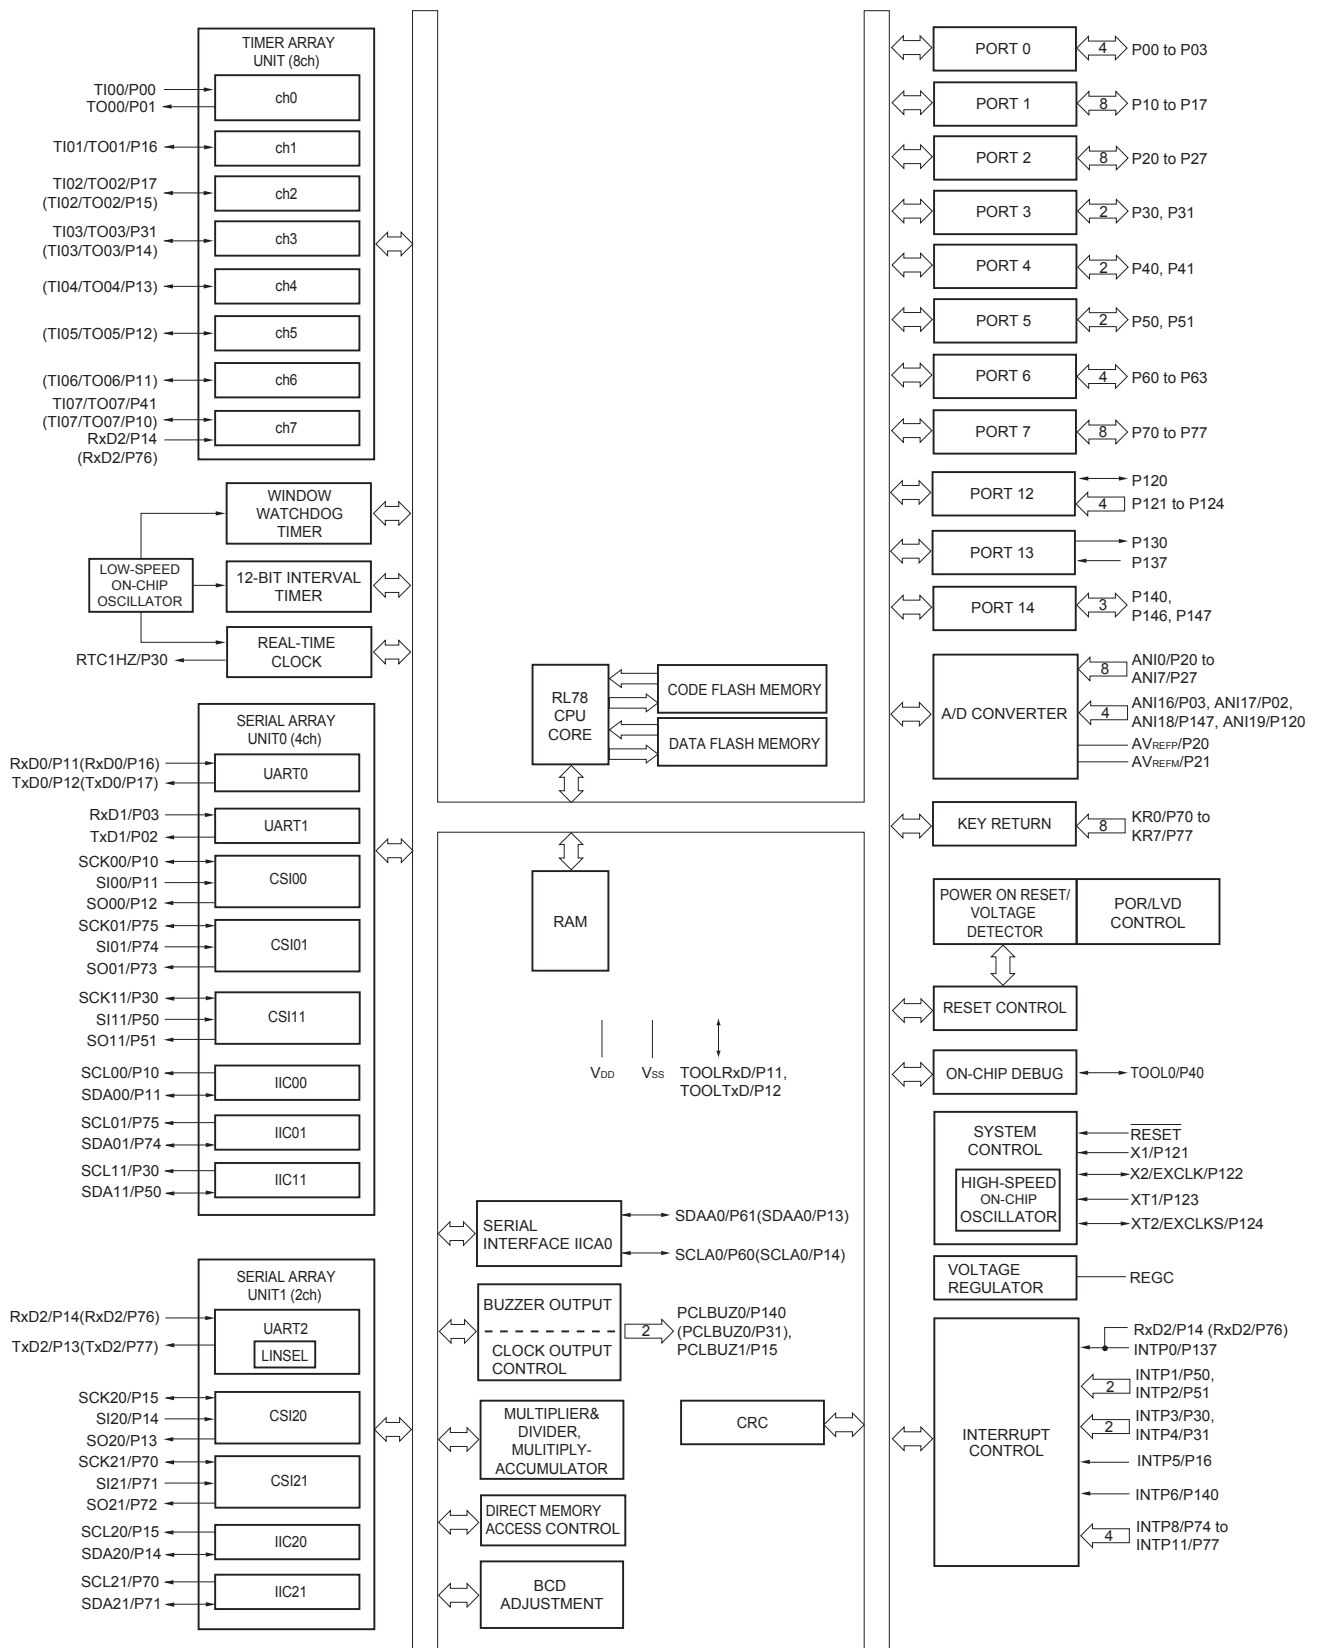 TIMER ARRAY
UNIT (8ch)
TI00/P00
TO00/P01
ch0
TI01/TO01/P16
ch1
TI02/TO02/P17
(TI02/TO02/P15)
ch2
TI03/TO03/P31
(TI03/TO03/P14)
ch3
(TI04/TO04/P13)
ch4
(TI05/TO05/P12)
ch5
(TI06/TO06/P11)
ch6
TI07/TO07/P41
(TI07/TO07/P10)
RxD2/P14
(RxD2/P76)
ch7
WINDOW
WATCHDOG
TIMER
LOW-SPEED
ON-CHIP
OSCILLATOR
12-BIT INTERVAL
TIMER
REAL-TIME
CLOCK
RTC1HZ/P30
SERIAL ARRAY
UNIT0 (4ch)
RxD0/P11(RxD0/P16)
TxD0/P12(TxD0/P17)
UART0
RxD1/P03
TxD1/P02
UART1
SCK00/P10
SI00/P11
SO00/P12
CSI00
SCK01/P75
SI01/P74
SO01/P73
CSI01
SCK11/P30
SI11/P50
SO11/P51
CSI11
SCL00/P10
SDA00/P11
IIC00
SCL01/P75
SDA01/P74
IIC01
SCL11/P30
SDA11/P50
IIC11
SERIAL ARRAY
UNIT1 (2ch)
RxD2/P14(RxD2/P76)
TxD2/P13(TxD2/P77)
UART2
LINSEL
SCK20/P15
SI20/P14
SO20/P13
CSI20
SCK21/P70
SI21/P71
SO21/P72
CSI21
SCL20/P15
SDA20/P14
IIC20
SCL21/P70
SDA21/P71
IIC21
RL78
CPU
CORE
CODE FLASH MEMORY
DATA FLASH MEMORY
RAM
VDD
VSS
TOOLRxD/P11,
TOOLTxD/P12
SERIAL
INTERFACE IICA0
SDAA0/P61(SDAA0/P13)
SCLA0/P60(SCLA0/P14)
BUZZER OUTPUT
CLOCK OUTPUT
CONTROL
2
PCLBUZ0/P140
(PCLBUZ0/P31),
PCLBUZ1/P15
MULTIPLIER&
DIVIDER,
MULITIPLY-
ACCUMULATOR
CRC
DIRECT MEMORY
ACCESS CONTROL
BCD
ADJUSTMENT
PORT 0
4
P00 to P03
PORT 1
8
P10 to P17
PORT 2
8
P20 to P27
PORT 3
2
P30, P31
PORT 4
2
P40, P41
PORT 5
2
P50, P51
PORT 6
4
P60 to P63
PORT 7
8
P70 to P77
PORT 12
P120
4
P121 to P124
PORT 13
P130
P137
PORT 14
3
P140,
P146, P147
A/D CONVERTER
8
ANI0/P20 to
ANI7/P27
4
ANI16/P03, ANI17/P02,
ANI18/P147, ANI19/P120
AVREFP/P20
AVREFM/P21
KEY RETURN
8
KR0/P70 to
KR7/P77
POWER ON RESET/
VOLTAGE
DETECTOR
POR/LVD
CONTROL
RESET CONTROL
ON-CHIP DEBUG
TOOL0/P40
SYSTEM
CONTROL
HIGH-SPEED
ON-CHIP
OSCILLATOR
RESET
X1/P121
X2/EXCLK/P122
XT1/P123
XT2/EXCLKS/P124
VOLTAGE
REGULATOR
REGC
INTERRUPT
CONTROL
RxD2/P14 (RxD2/P76)
INTP0/P137
2
INTP1/P50,
INTP2/P51
2
INTP3/P30,
INTP4/P31
INTP5/P16
INTP6/P140
4
INTP8/P74 to
INTP11/P77